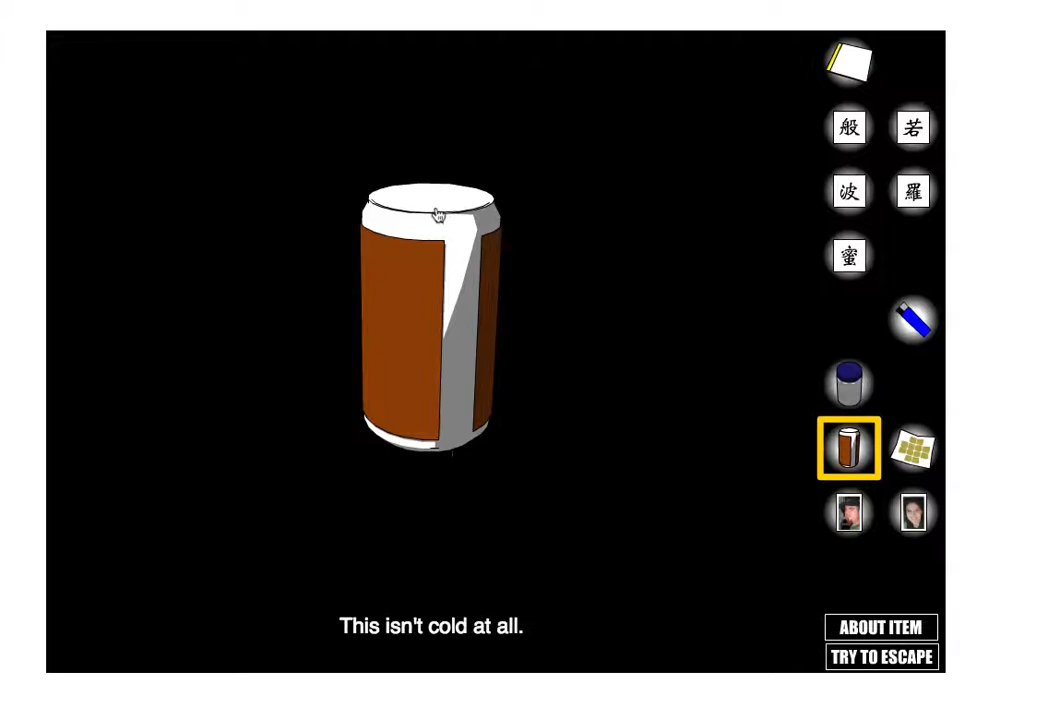 般 若
波 羅
蜜
This isn't cold at all.
ABOUT ITEM
TRY TO ESCAPE